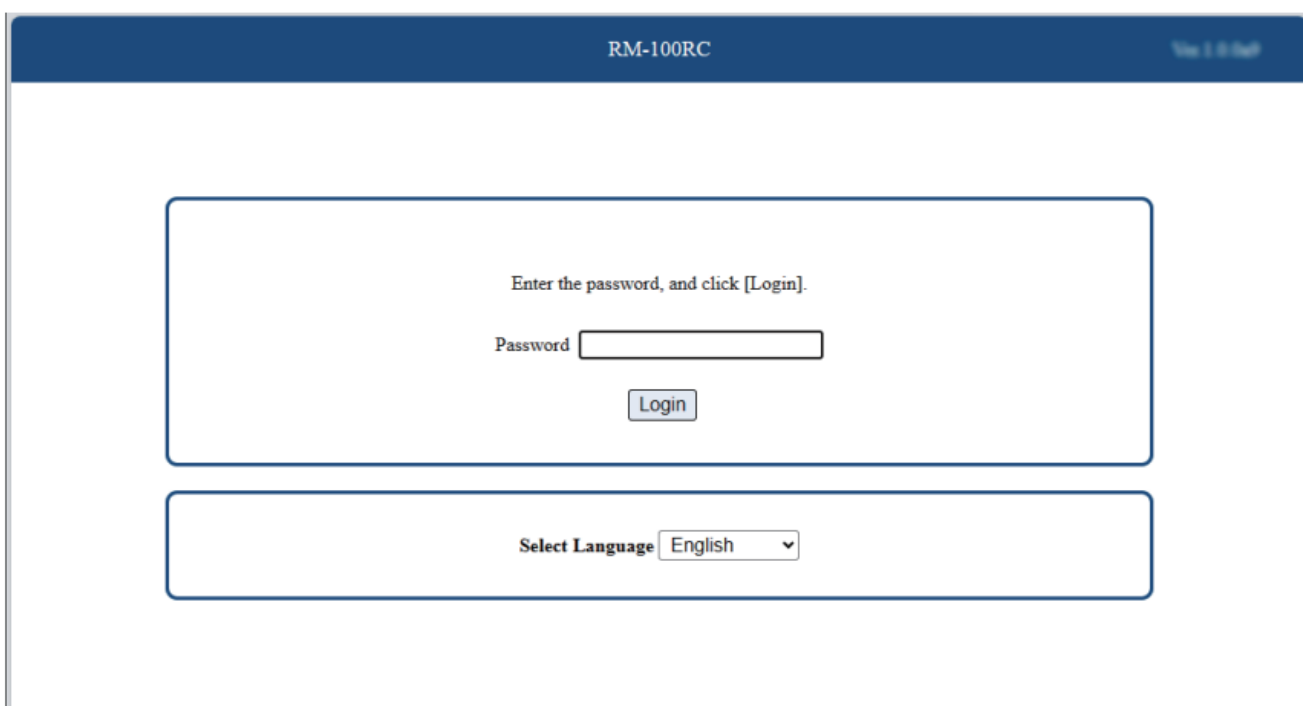 RM-100RC
Enter the password, and click [Login].
Password
Login
Select Language English